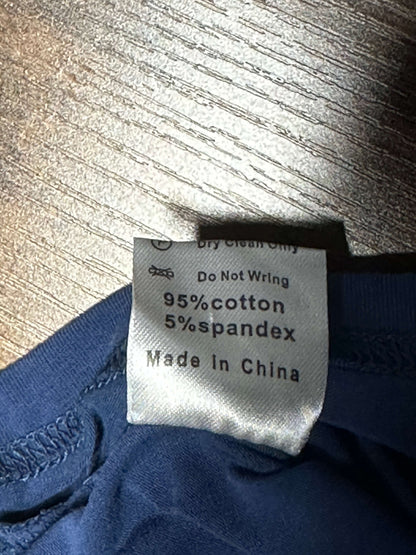 Dry Clean Only
Do Not Wring
95%cotton
5%spandex
Made in China